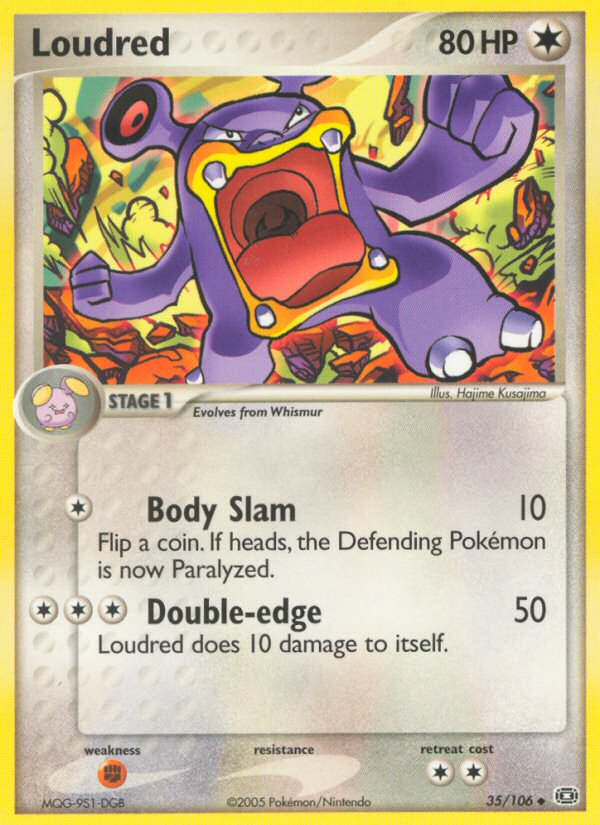 Loudred
80 HP
Illus. Hajime Kusajima
STAGE 1
Evolves from Whismur
Body Slam 10
Flip a coin. If heads, the Defending Pokémon
is now Paralyzed.
Double-edge 50
Loudred does 10 damage to itself.
weakness resistance retreat cost
MQG-9S1-DGB ©2005 Pokémon/Nintendo 35/106